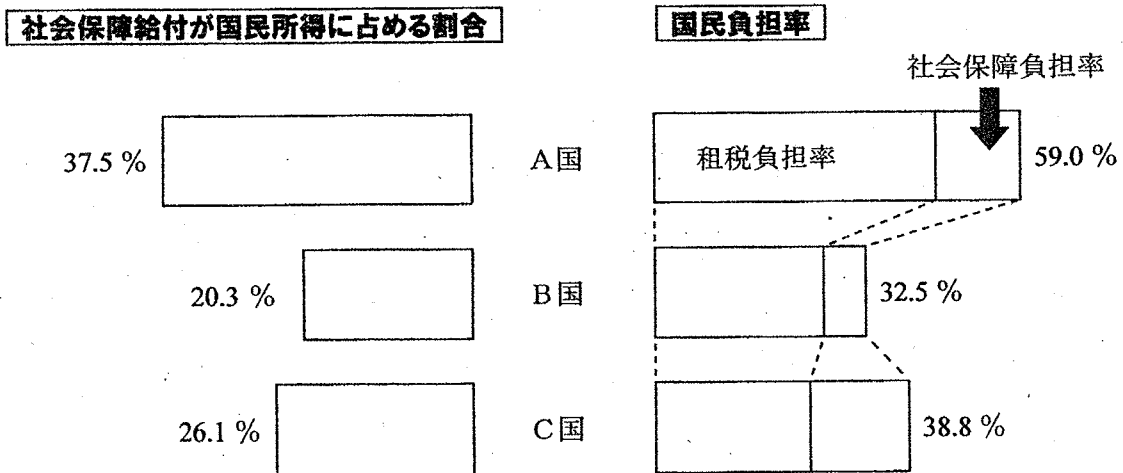 社会保障給付が国民所得に占める割合
国民負担率
社会保障負担率
37.5 %
A国
租税負担率
59.0 %
20.3 %
B国
32.5 %
26.1 %
C国
38.8 %